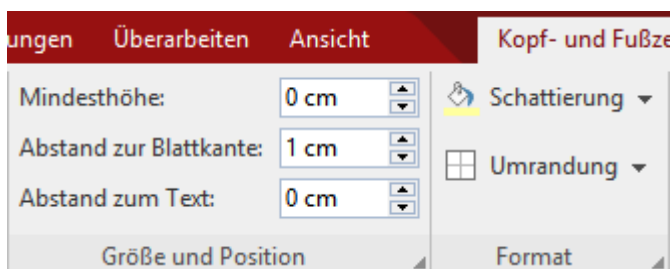 ungen Überarbeiten Ansicht Kopf- und Fußze
Mindesthöhe: 0 cm Schattierung
Abstand zur Blattkante: 1 cm
Umrandung
Abstand zum Text: 0 cm
Größe und Position Format